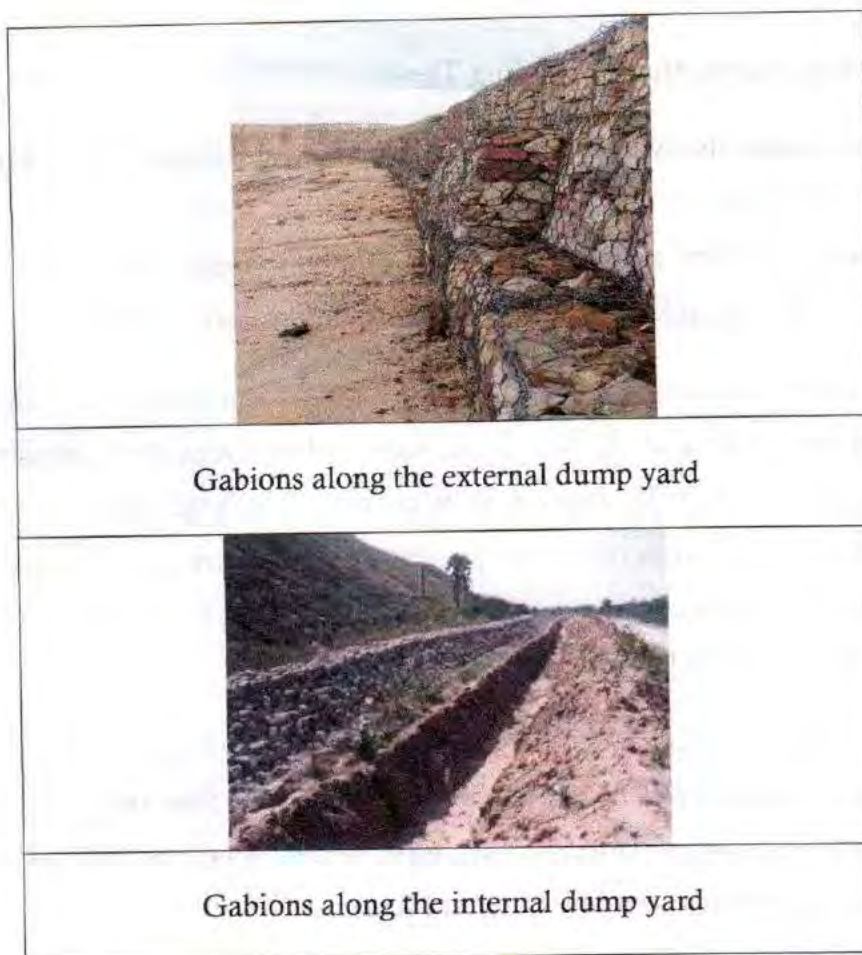 Gabions along the external dump yard
Gabions along the internal dump yard